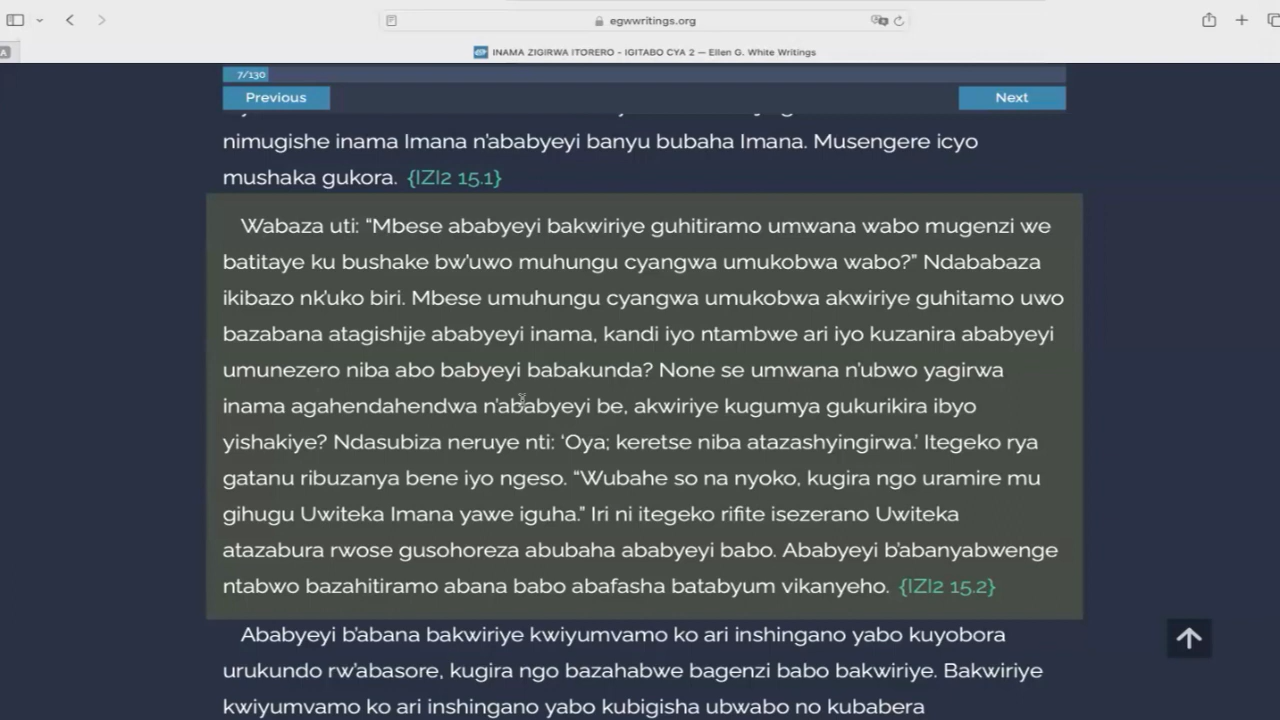 egwwritings.org
INAMA ZIGIRWA ITORERO - IGITABO CYA 2 — Ellen G. White Writings
7/130
Previous
Next
nimugishe inama Imana n'ababyeyi banyu bubaha Imana. Musengere icyo
mushaka gukora. {IZI2 15.1}
Wabaza uti: “Mbese ababyeyi bakwiriye guhitiramo umwana wabo mugenzi we
batitaye ku bushake bw'uwo muhungu cyangwa umukobwa wabo?” Ndababaza
ikibazo nk'uko biri. Mbese umuhungu cyangwa umukobwa akwiriye guhitamo uwo
bazabana atagishije ababyeyi inama, kandi iyo ntambwe ari iyo kuzanira ababyeyi
umunezero niba abo babyeyi babakunda? None se umwana n'ubwo yagirwa
inama agahendahendwa n'ababyeyi be, akwiriye kugumya gukurikira ibyo
yishakiye? Ndasubiza neruye nti: ‘Oya; keretse niba atazashyingirwa.’ Itegeko rya
gatanu ribuzanya bene iyo ngeso. “Wubahe so na nyoko, kugira ngo uramire mu
gihugu Uwiteka Imana yawe iguha.” Iri ni itegeko rifite isezerano Uwiteka
atazabura rwose gusohoreza abubaha ababyeyi babo. Ababyeyi b'abanyabwenge
ntabwo bazahitiramo abana babo abafasha batabyum vikanyeho. {IZI2 15.2}
Ababyeyi b'abana bakwiriye kwiyumvamo ko ari inshingano yabo kuyobora
urukundo rw'abasore, kugira ngo bazahabwe bagenzi babo bakwiriye. Bakwiriye
kwiyumvamo ko ari inshingano yabo kubigisha ubwabo no kubabera